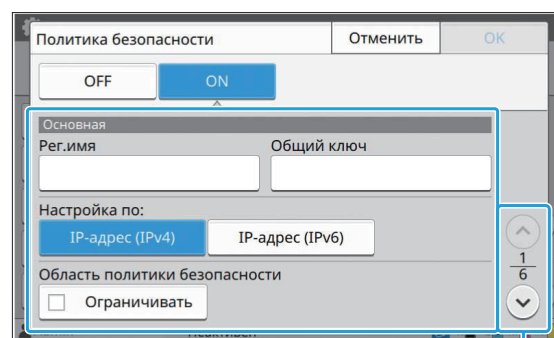 Политика безопасности Отменить OK
OFF ON
Основная
Рег.имя Общий ключ
Настройка по:
IP-адрес (IPv4) IP-адрес (IPv6)
1
6
Область политики безопасности
Ограничивать